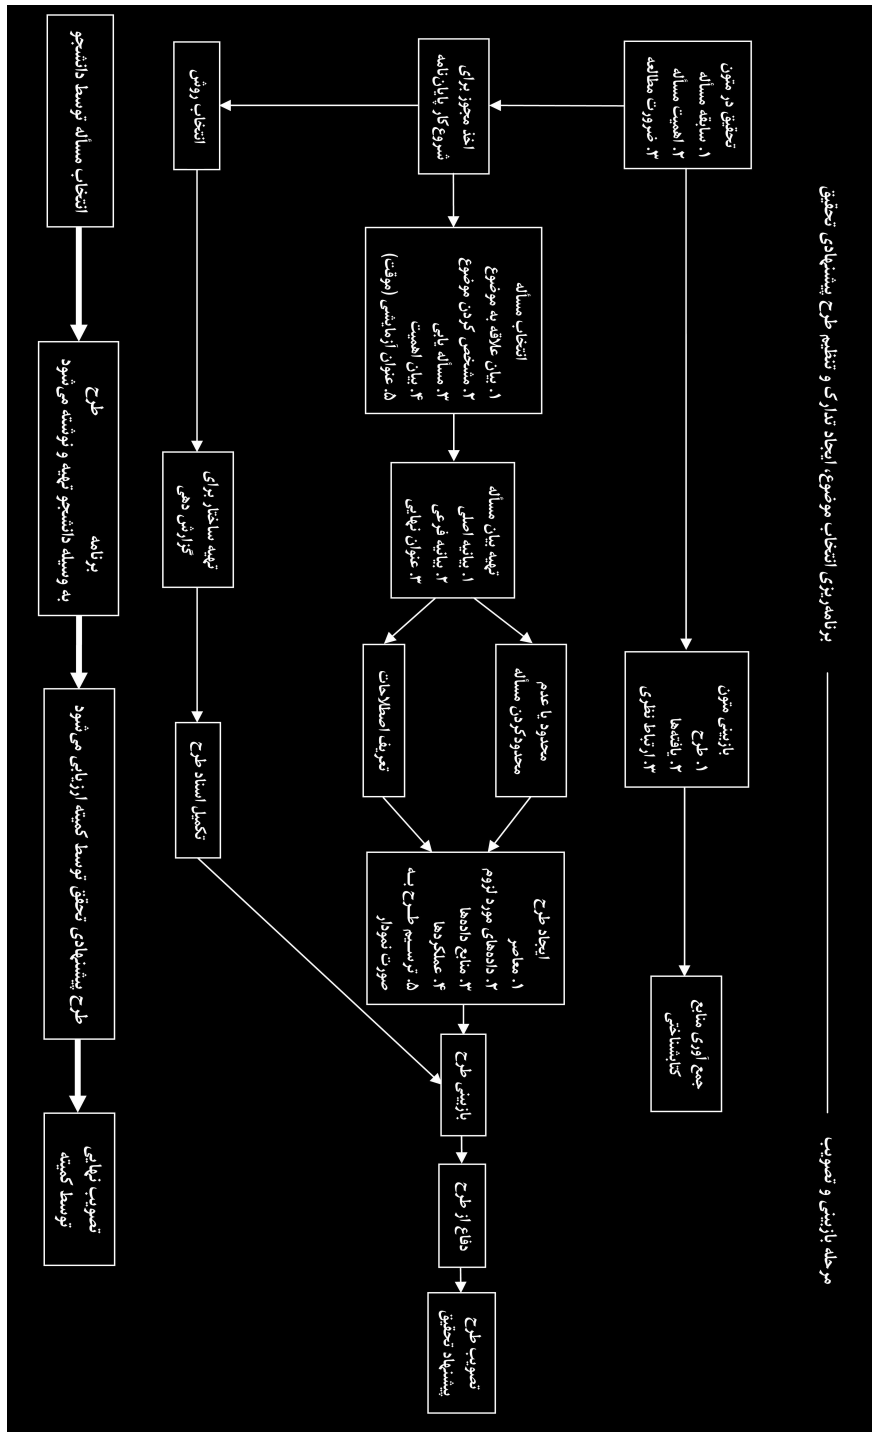 برنامه‌ریزی انتخاب موضوع، ایجاد تدارک و تنظیم طرح پیشنهادی تحقیق
مرحله بازبینی و تصویب
تحقیق در متون
۱. سابقه مسأله
۲. اهمیت مسأله
۳. ضرورت مطالعه
بازبینی متون
۱. طرح
۲. یافته‌ها
۳. ارتباط نظری
جمع آوری منابع
کتابشناختی
اخذ مجوز برای
شروع کار پایان‌نامه
انتخاب مسأله
۱. بیان علاقه به موضوع
۲. مشخص کردن موضوع
۳. مسأله یابی
۴. بیان اهمیت
۵. عنوان آزمایشی (موقت)
تهیه بیان مسأله
۱. بیانیه اصلی
۲. بیانیه فرعی
۳. عنوان نهایی
محدود یا عدم
محدودکردن مسأله
تعریف اصطلاحات
ایجاد طرح
۱. معاصر
۲. داده‌های مورد لزوم
۳. منابع داده‌ها
۴. عملکردها
۵. ترسیم طرح به
صورت نمودار
بازبینی طرح
دفاع از طرح
تصویب طرح
پیشنهاد تحقیق
انتخاب روش
تهیه ساختار برای
گزارش دهی
تکمیل اسناد طرح
انتخاب مسأله توسط دانشجو
طرح برنامه
به وسیله دانشجو تهیه و نوشته می‌شود
طرح پیشنهادی تحقق توسط کمیته ارزیابی می‌شود
تصویب نهایی
توسط کمیته